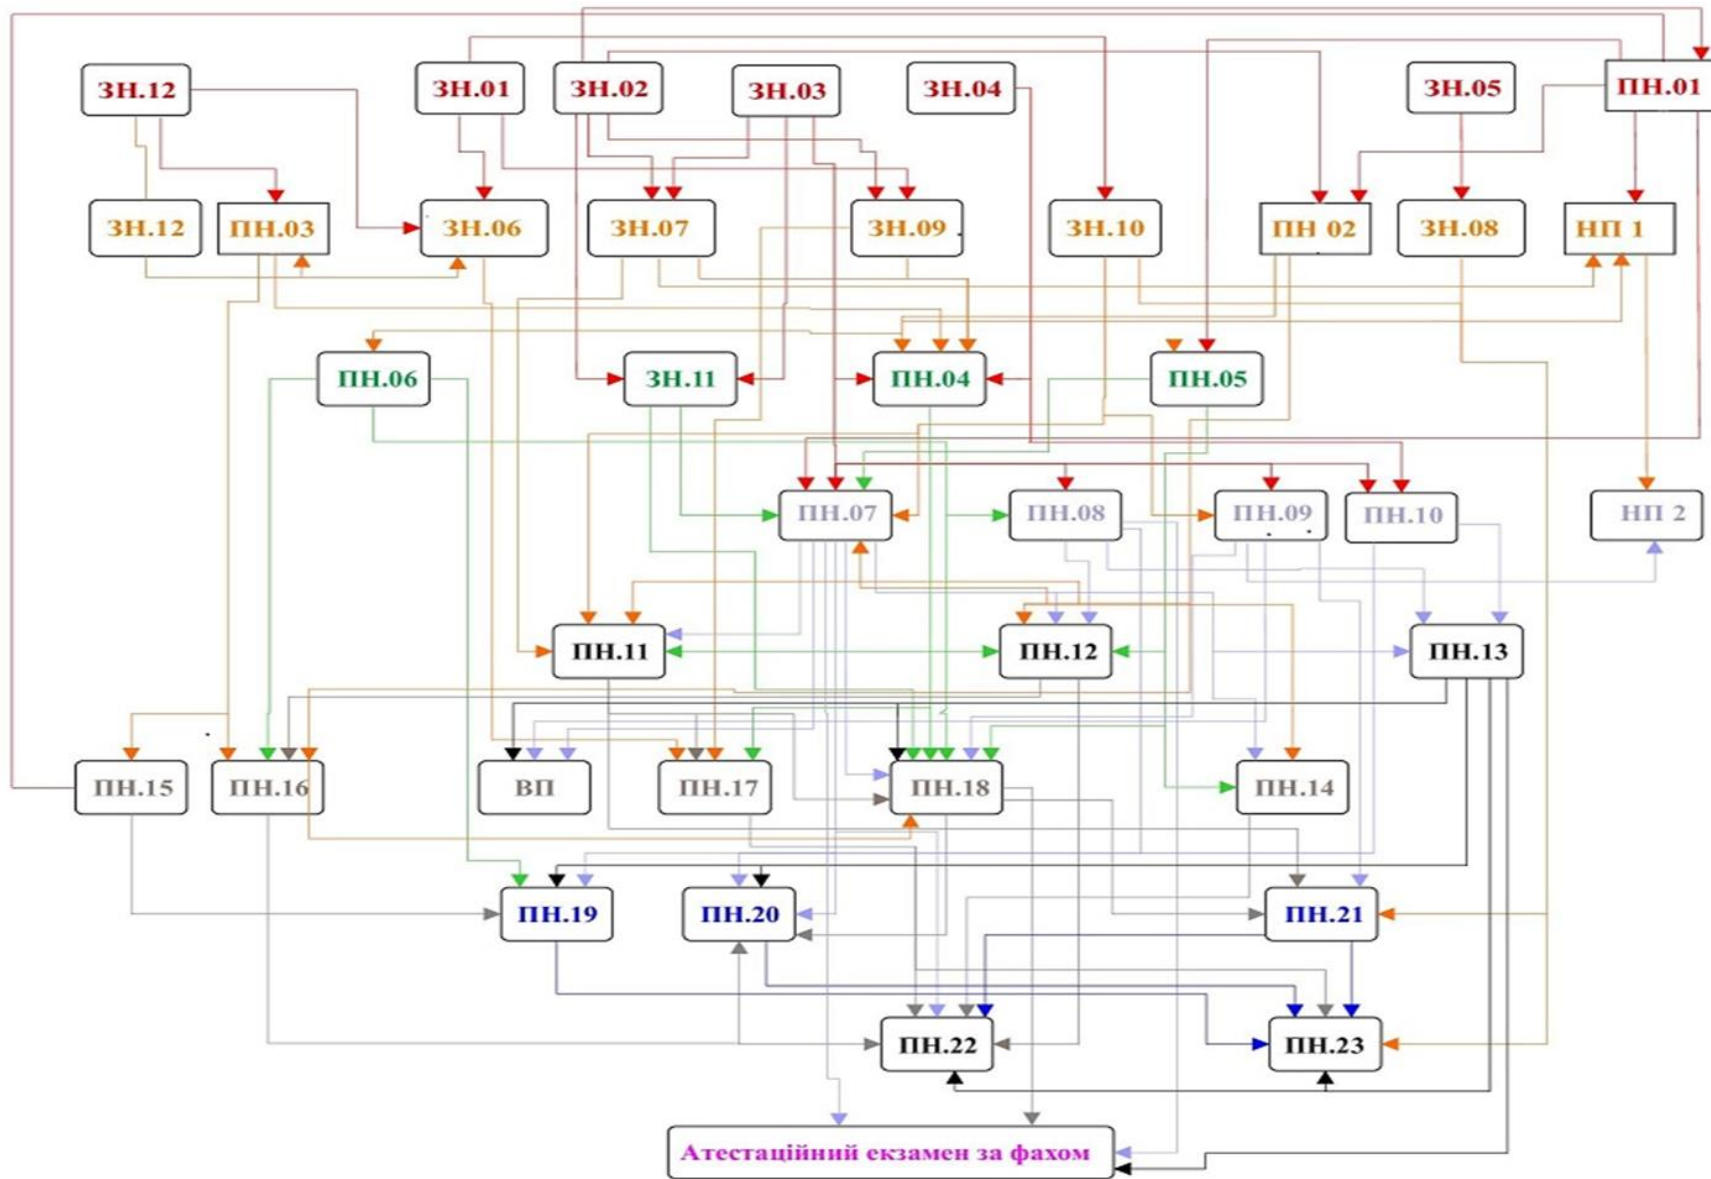 ЗН.12 ЗН.01 ЗН.02 ЗН.03 ЗН.04 ЗН.05 ПН.01
ЗН.12 ПН.03 ЗН.06 ЗН.07 ЗН.09 ЗН.10 ПН 02 ЗН.08 НП 1
ПН.06 ЗН.11 ПН.04 ПН.05
ПН.07 ПН.08 ПН.09 ПН.10 НП 2
ПН.11 ПН.12 ПН.13
ПН.15 ПН.16 ВП ПН.17 ПН.18 ПН.14
ПН.19 ПН.20 ПН.21
ПН.22 ПН.23
Атестаційний екзамен за фахом